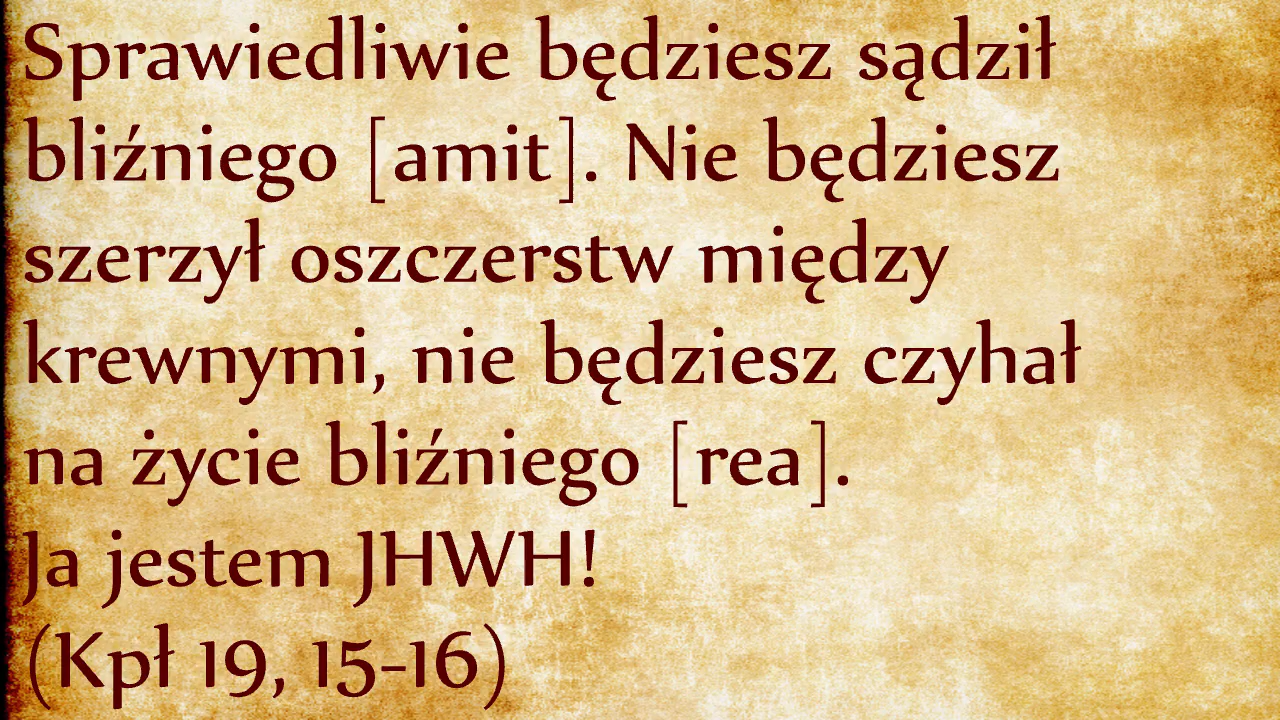 Sprawiedliwie będziesz sądził
bliźniego [amit]. Nie będziesz
szerzył oszczerstw między
krewnymi, nie będziesz czyhał
na życie bliźniego [rea].
Ja jestem JHWH!
(Kpł 19, 15-16)